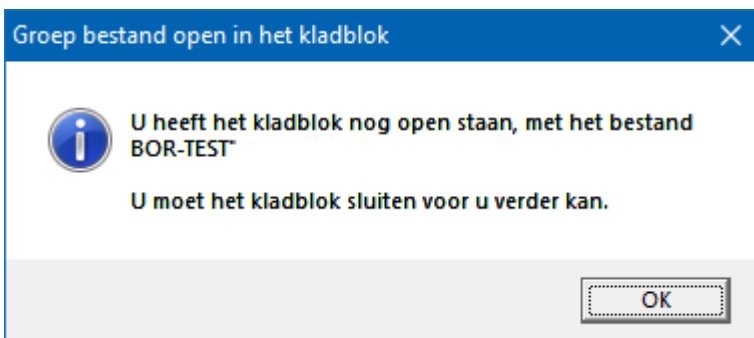 Groep bestand open in het kladblok
U heeft het kladblok nog open staan, met het bestand
BOR-TEST"
U moet het kladblok sluiten voor u verder kan.
OK